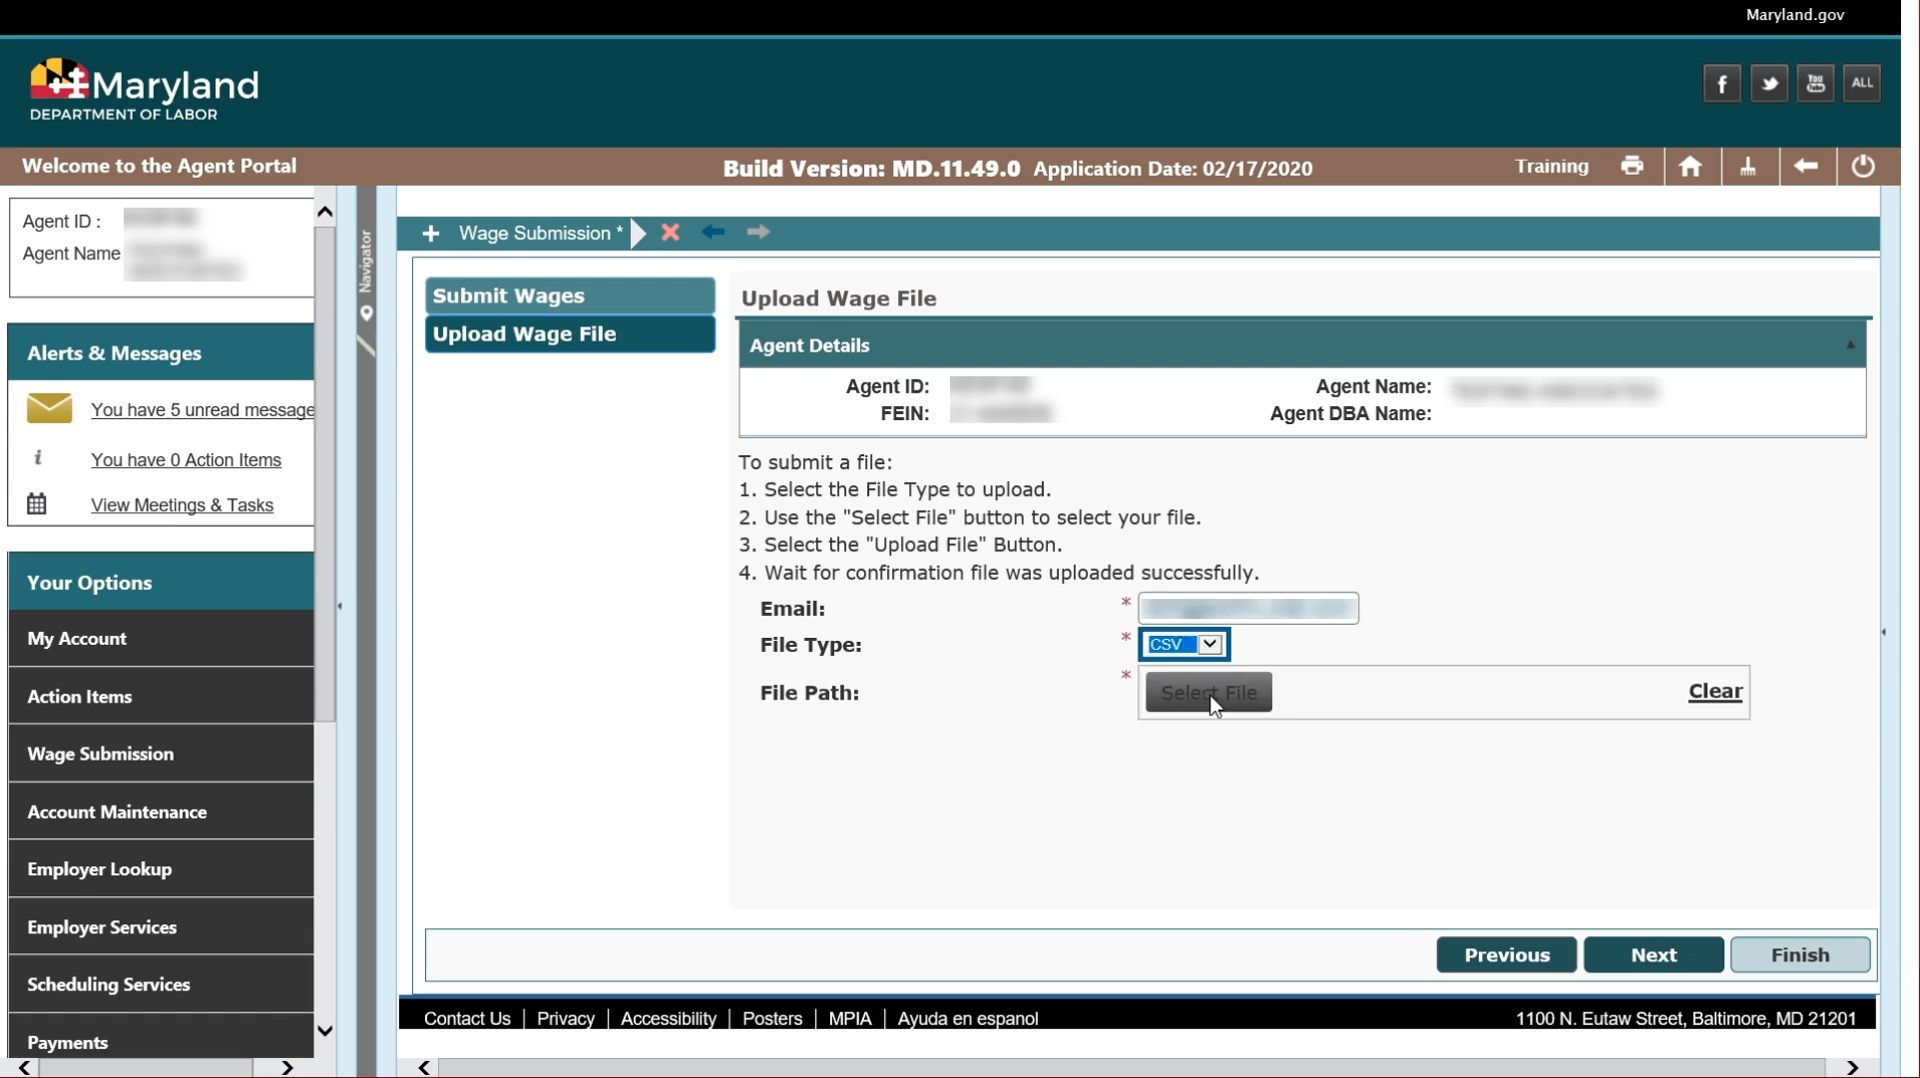 Maryland.gov
Maryland
DEPARTMENT OF LABOR
f
You
ALL
Welcome to the Agent Portal
Build Version: MD.11.49.0 Application Date: 02/17/2020
Training
Agent ID :
Agent Name
Alerts & Messages
You have 5 unread message
i
You have 0 Action Items
View Meetings & Tasks
Your Options
My Account
Action Items
Wage Submission
Account Maintenance
Employer Lookup
Employer Services
Scheduling Services
Payments
Navigator
+ Wage Submission *
Submit Wages
Upload Wage File
Upload Wage File
Agent Details
Agent ID:
Agent Name:
FEIN:
Agent DBA Name:
To submit a file:
1. Select the File Type to upload.
2. Use the "Select File" button to select your file.
3. Select the "Upload File" Button.
4. Wait for confirmation file was uploaded successfully.
Email: *
File Type: * CSV
File Path: * Select File Clear
Previous Next Finish
Contact Us | Privacy | Accessibility | Posters | MPIA | Ayuda en espanol
1100 N. Eutaw Street, Baltimore, MD 21201